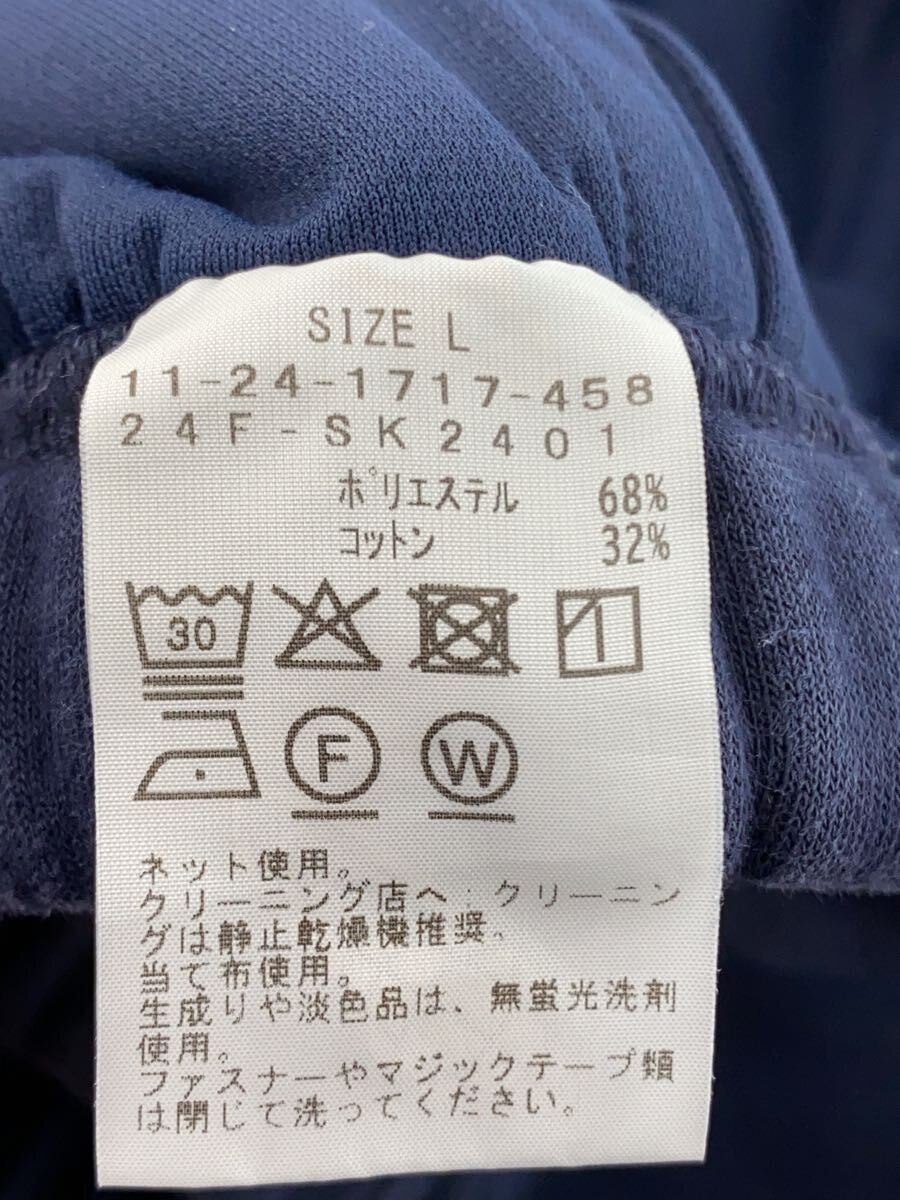 SIZE L
11-24-1717-458
24F-SK2401
ポリエステル 68%
コットン 32%
30
F W
ネット使用。
クリーニング店へ:クリーニン
グは静止乾燥機推奨。
当て布使用。
生成りや淡色品は、無蛍光洗剤
使用。
ファスナーやマジックテープ類
は閉じて洗ってください。